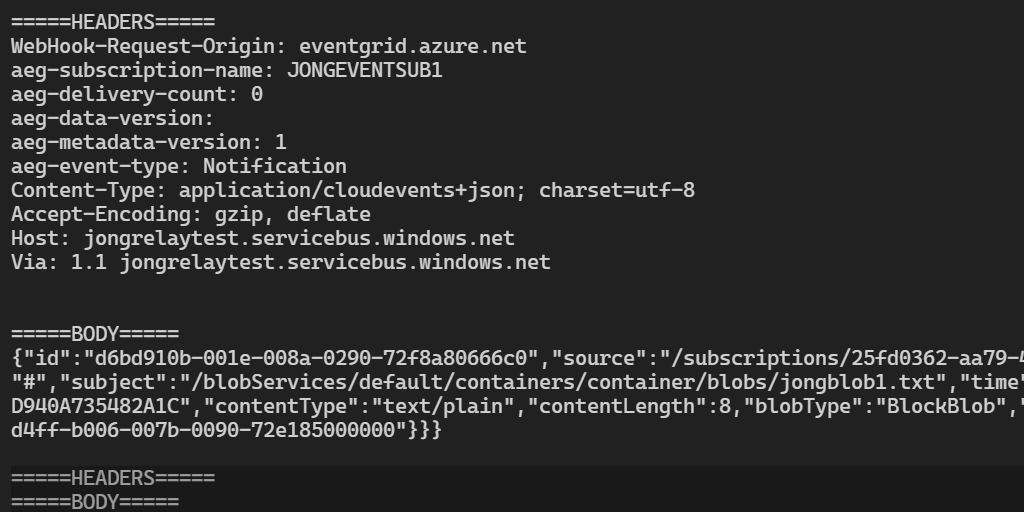 =====HEADERS=====
WebHook-Request-Origin: eventgrid.azure.net
aeg-subscription-name: JONGEVENTSUB1
aeg-delivery-count: 0
aeg-data-version:
aeg-metadata-version: 1
aeg-event-type: Notification
Content-Type: application/cloudevents+json; charset=utf-8
Accept-Encoding: gzip, deflate
Host: jongrelaytest.servicebus.windows.net
Via: 1.1 jongrelaytest.servicebus.windows.net
=====BODY=====
{"id":"d6bd910b-001e-008a-0290-72f8a80666c0","source":"/subscriptions/25fd0362-aa79-4
"#","subject":"/blobServices/default/containers/container/blobs/jongblob1.txt","time"
D940A735482A1C","contentType":"text/plain","contentLength":8,"blobType":"BlockBlob","
d4ff-b006-007b-0090-72e185000000"}}}
=====HEADERS=====
=====BODY=====